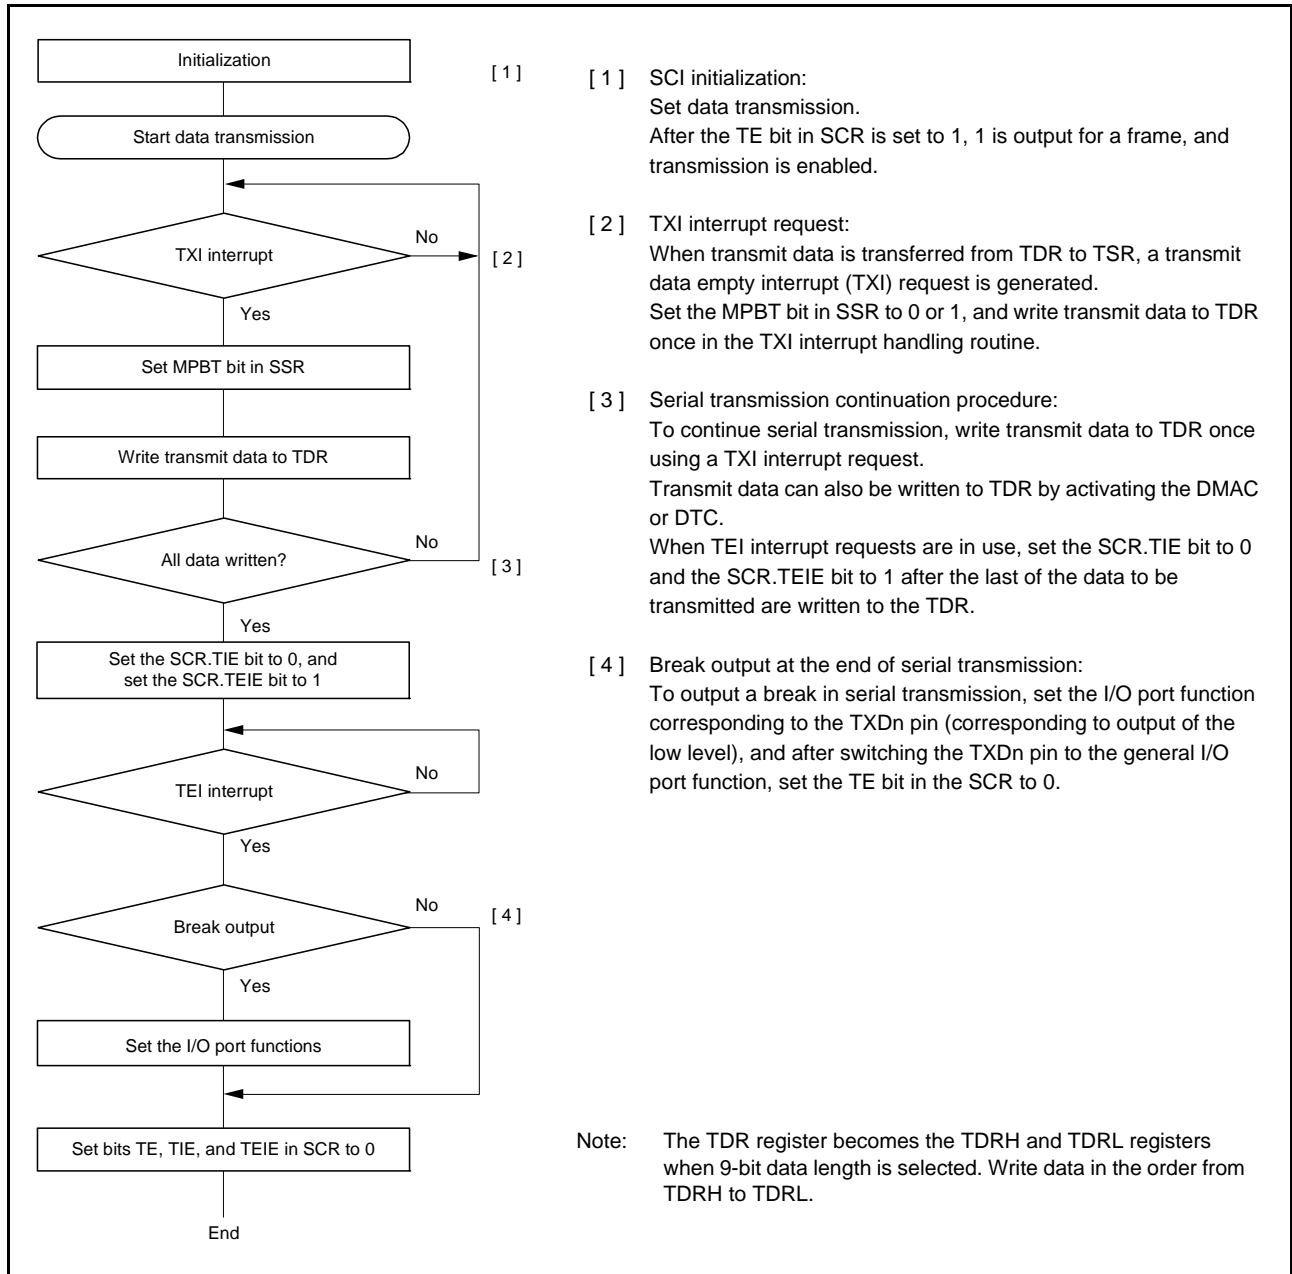 Initialization
[ 1 ]
Start data transmission
TXI interrupt
No
[ 2 ]
Yes
Set MPBT bit in SSR
Write transmit data to TDR
All data written?
No
[ 3 ]
Yes
Set the SCR.TIE bit to 0, and
set the SCR.TEIE bit to 1
TEI interrupt
No
Yes
Break output
No
[ 4 ]
Yes
Set the I/O port functions
Set bits TE, TIE, and TEIE in SCR to 0
End
[ 1 ] SCI initialization:
Set data transmission.
After the TE bit in SCR is set to 1, 1 is output for a frame, and
transmission is enabled.
[ 2 ] TXI interrupt request:
When transmit data is transferred from TDR to TSR, a transmit
data empty interrupt (TXI) request is generated.
Set the MPBT bit in SSR to 0 or 1, and write transmit data to TDR
once in the TXI interrupt handling routine.
[ 3 ] Serial transmission continuation procedure:
To continue serial transmission, write transmit data to TDR once
using a TXI interrupt request.
Transmit data can also be written to TDR by activating the DMAC
or DTC.
When TEI interrupt requests are in use, set the SCR.TIE bit to 0
and the SCR.TEIE bit to 1 after the last of the data to be
transmitted are written to the TDR.
[ 4 ] Break output at the end of serial transmission:
To output a break in serial transmission, set the I/O port function
corresponding to the TXDn pin (corresponding to output of the
low level), and after switching the TXDn pin to the general I/O
port function, set the TE bit in the SCR to 0.
Note: The TDR register becomes the TDRH and TDRL registers
when 9-bit data length is selected. Write data in the order from
TDRH to TDRL.